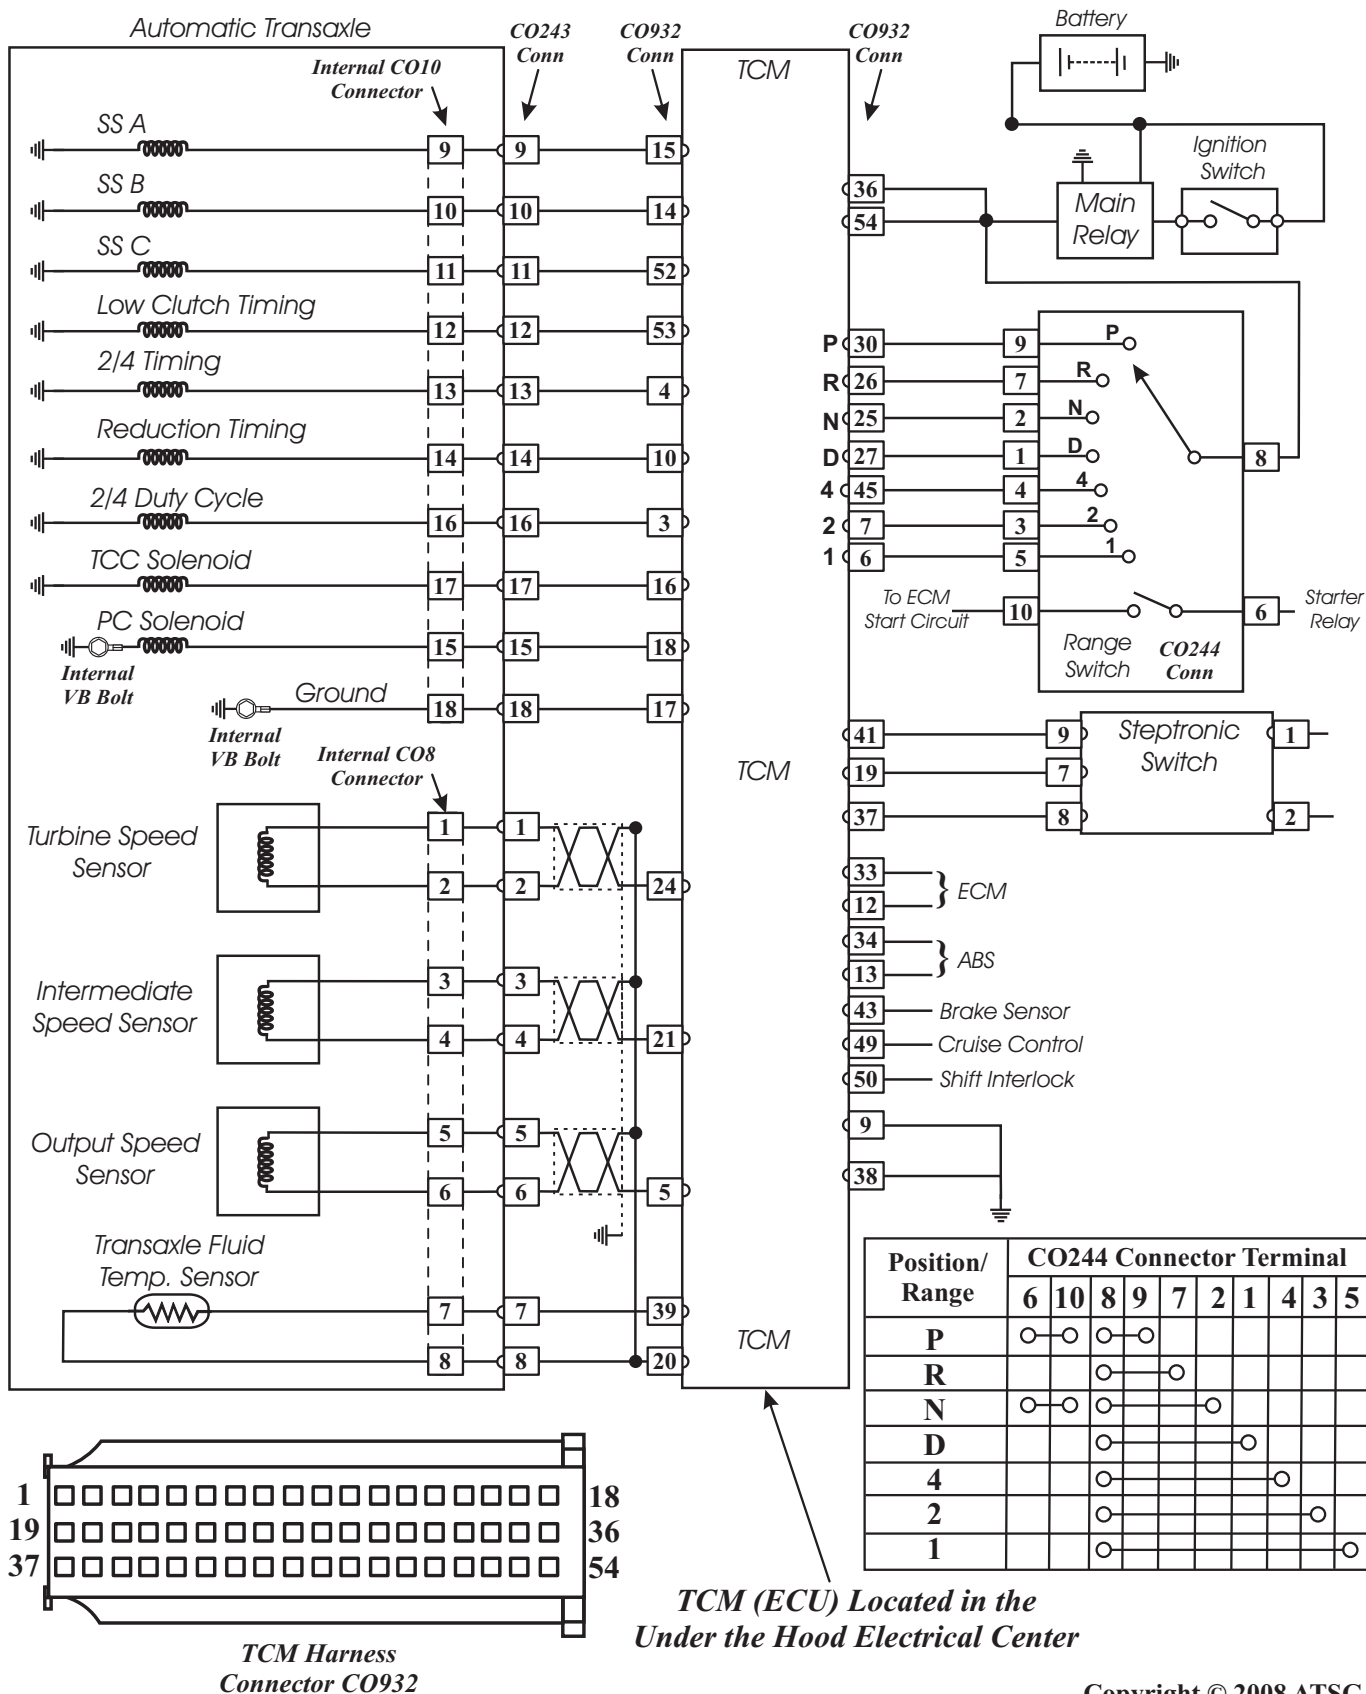 Automatic Transaxle
CO243 Conn
CO932 Conn
TCM
CO932 Conn
Battery
Internal CO10 Connector
SS A
9 9 15
SS B
10 10 14
SS C
11 11 52
Low Clutch Timing
12 12 53
2/4 Timing
13 13 4
Reduction Timing
14 14 10
2/4 Duty Cycle
16 16 3
TCC Solenoid
17 17 16
PC Solenoid
15 15 18
Internal
VB Bolt
Ground
18 18 17
Internal
VB Bolt
Internal CO8
Connector
Turbine Speed
Sensor
1 1
2 2 24
Intermediate
Speed Sensor
3 3
4 4 21
Output Speed
Sensor
5 5
6 6 5
Transaxle Fluid
Temp. Sensor
7 7 39
8 8 20
TCM
TCM
36
54
Main
Relay
Ignition
Switch
P 30 9 P
R 26 7 R
N 25 2 N
D 27 1 D
8
4 45 4 4
2 7 3 2
1 6 5 1
To ECM
Start Circuit
10
6
Starter
Relay
Range
Switch
CO244
Conn
41 9
19 7
37 8
Steptronic
Switch
1
2
33
12
} ECM
34
13
} ABS
43 Brake Sensor
49 Cruise Control
50 Shift Interlock
9
38
Position/
Range
CO244 Connector Terminal
6 10 8 9 7 2 1 4 3 5
P
R
N
D
4
2
1
1 18
19 36
37 54
TCM Harness
Connector CO932
TCM (ECU) Located in the
Under the Hood Electrical Center
Copyright © 2008 ATSG